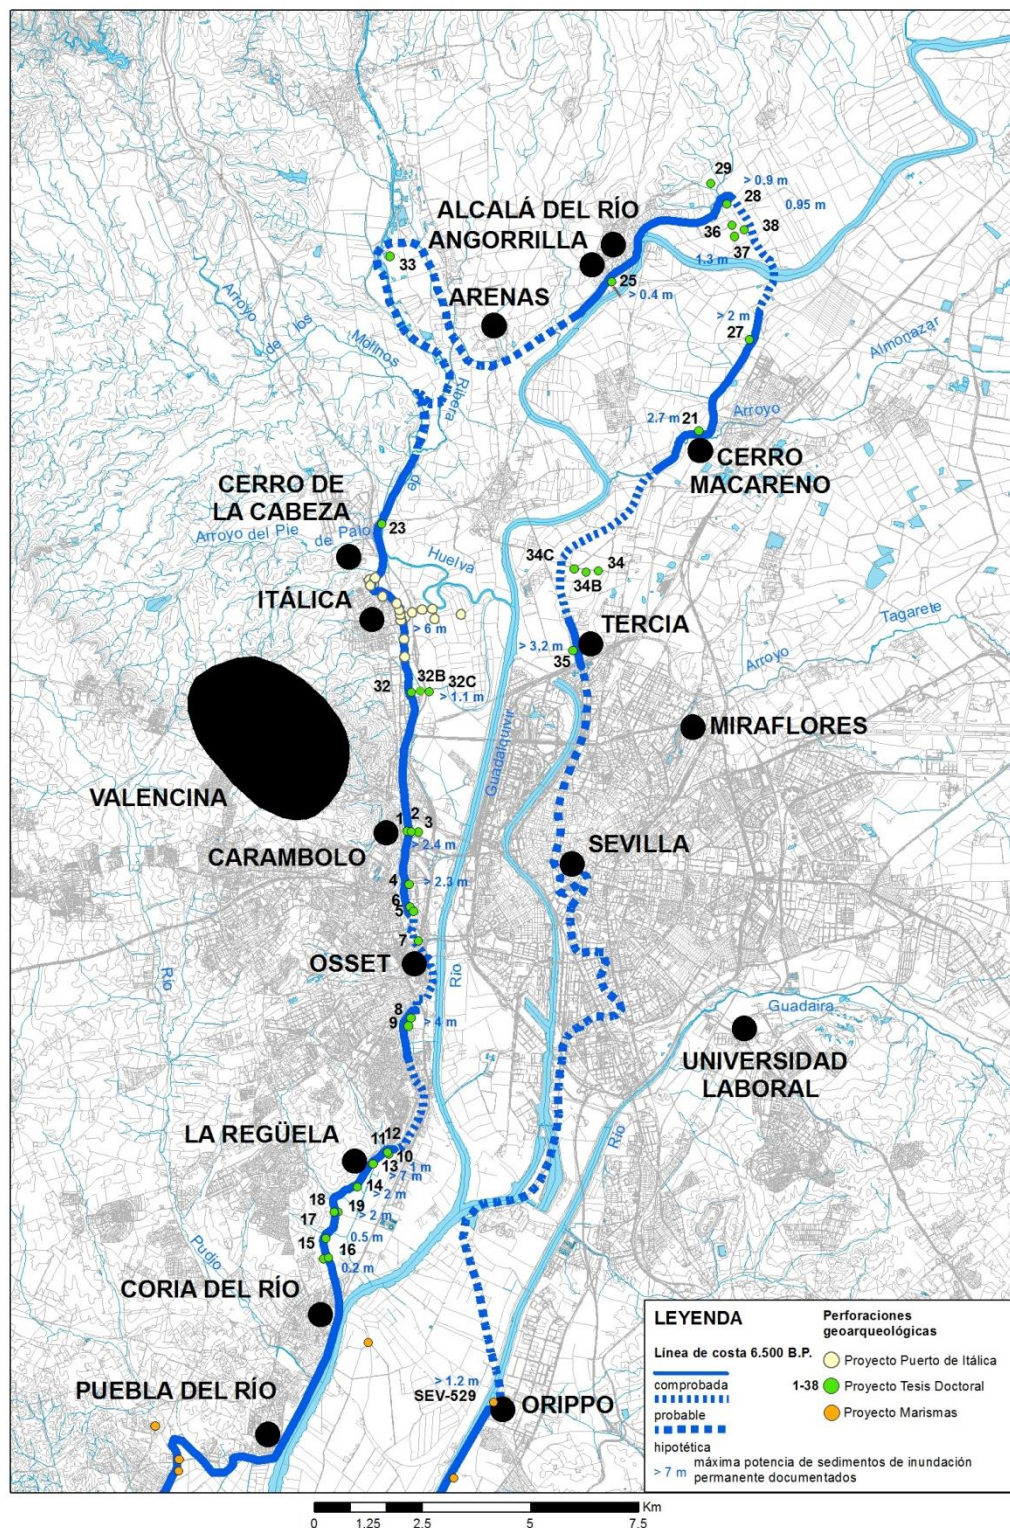 29
> 0.9 m
28
0.95 m
ALCALÁ DEL RÍO
36
38
ANGORRILLA
37
1.3 m
33
25
> 0.4 m
ARENAS
Arroyo
de los
Molinos
> 2 m
27
Almonazar
Ribera
Arroyo
21
2.7 m
CERRO
MACARENO
de
CERRO DE
LA CABEZA
23
Arroyo del Pie
de Palo
Huelva
34C
34
34B
ITÁLICA
> 6 m
TERCIA
Tagarete
> 3,2 m
35
Arroyo
32
32B
32C
> 1.1 m
Guadalquivir
MIRAFLORES
VALENCINA
1
2
3
CARAMBOLO
> 2.4 m
SEVILLA
4
> 2.3 m
6
5
7
OSSET
Río
Río
8
9
> 4 m
Guadaira
UNIVERSIDAD
LABORAL
Río
LA REGÜELA
11
12
10
13
1 m
> 7 m
14
> 2 m
18
19
17
> 2 m
15
0.5 m
16
0.2 m
Pudio
CORIA DEL RÍO
PUEBLA DEL RÍO
> 1.2 m
SEV-529
ORIPPO
LEYENDA
Línea de costa 6.500 B.P.
comprobada
probable
hipotética
Perforaciones
geoarqueológicas
Proyecto Puerto de Itálica
1-38
Proyecto Tesis Doctoral
Proyecto Marismas
> 7 m
máxima potencia de sedimentos de inundación
permanente documentados
Km
0
1.25
2.5
5
7.5